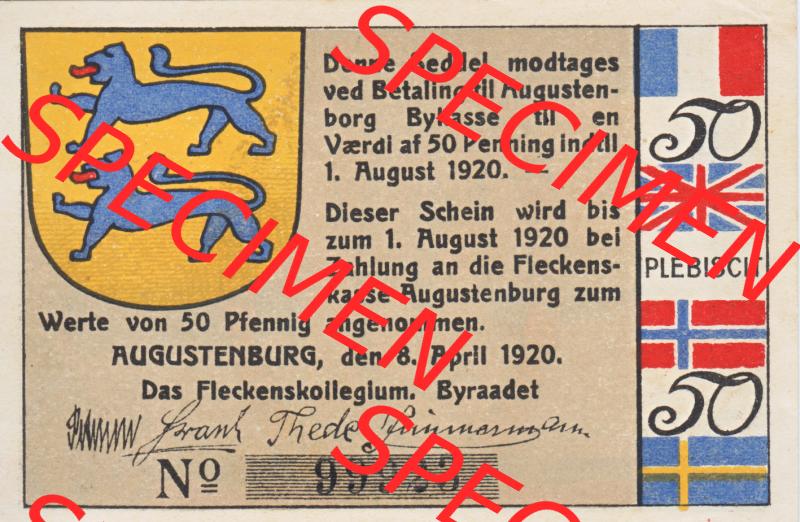 Denne Seddel modtages
ved Betaling til Augusten-
borg Bykasse til en
Værdi af 50 Penning indtil
1. August 1920. —
Dieser Schein wird bis
zum 1. August 1920 bei
Zahlung an die Fleckens-
kasse Augustenburg zum
Werte von 50 Pfennig angenommen.
AUGUSTENBURG, den 8. April 1920.
Das Fleckenskollegium. Byraadet
Thede
Nº
50
PLEBISCIT
50
SPECIMEN
SPECIMEN
SPECIMEN